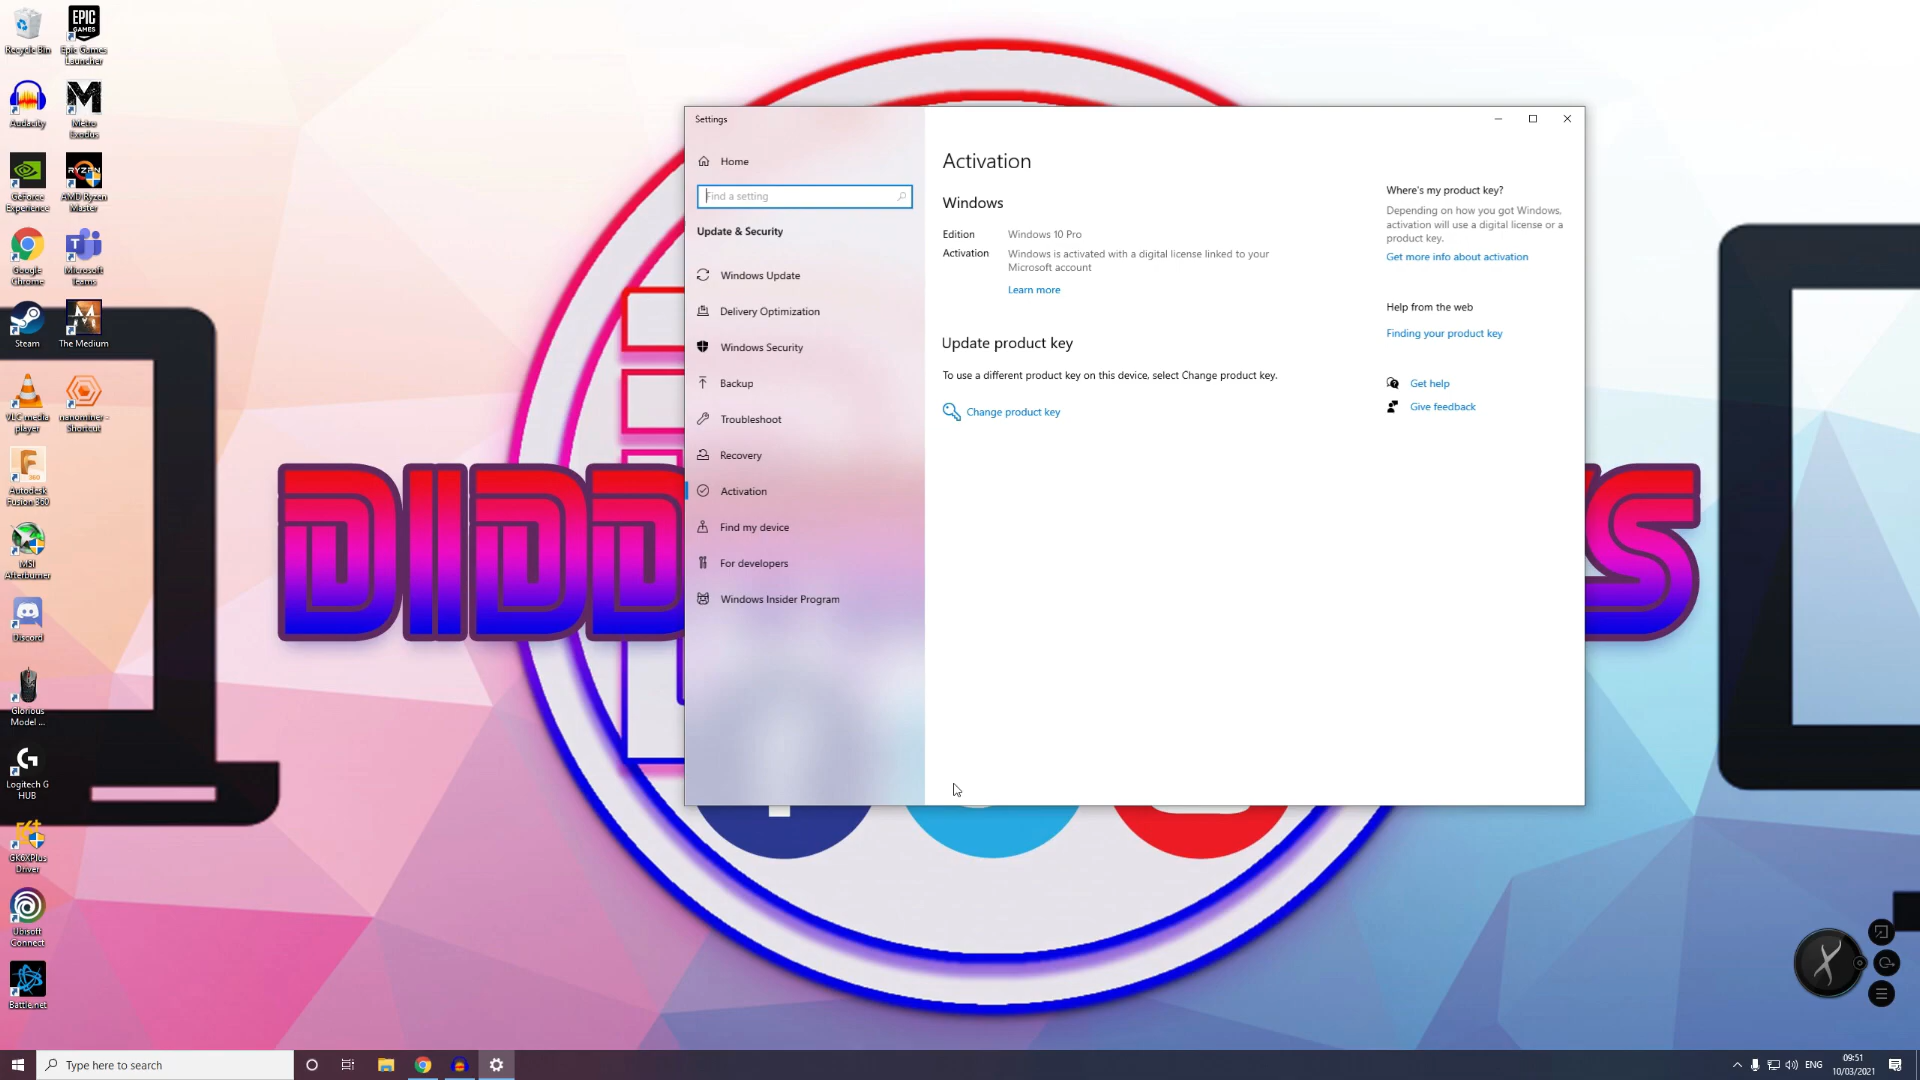 Recycle Bin
Epic Games
Launcher
EPIC
GAMES
Audacity
Metro
Exodus
GeForce
Experience
RYZEN
AMD Ryzen
Master
Google
Chrome
Microsoft
Teams
Steam
The Medium
VLC media
player
nanominer -
Shortcut
Autodesk
Fusion 360
MSI
Afterburner
Discord
Glorious
Model ...
Logitech G
HUB
GK6XPlus
Driver
Ubisoft
Connect
Battle.net
Settings
Home
Find a setting
Update & Security
Windows Update
Delivery Optimization
Windows Security
Backup
Troubleshoot
Recovery
Activation
Find my device
For developers
Windows Insider Program
Activation
Windows
Edition Windows 10 Pro
Activation Windows is activated with a digital license linked to your
Microsoft account
Learn more
Update product key
To use a different product key on this device, select Change product key.
Change product key
Where's my product key?
Depending on how you got Windows,
activation will use a digital license or a
product key.
Get more info about activation
Help from the web
Finding your product key
Get help
Give feedback
Type here to search
ENG
09:51
10/03/2021